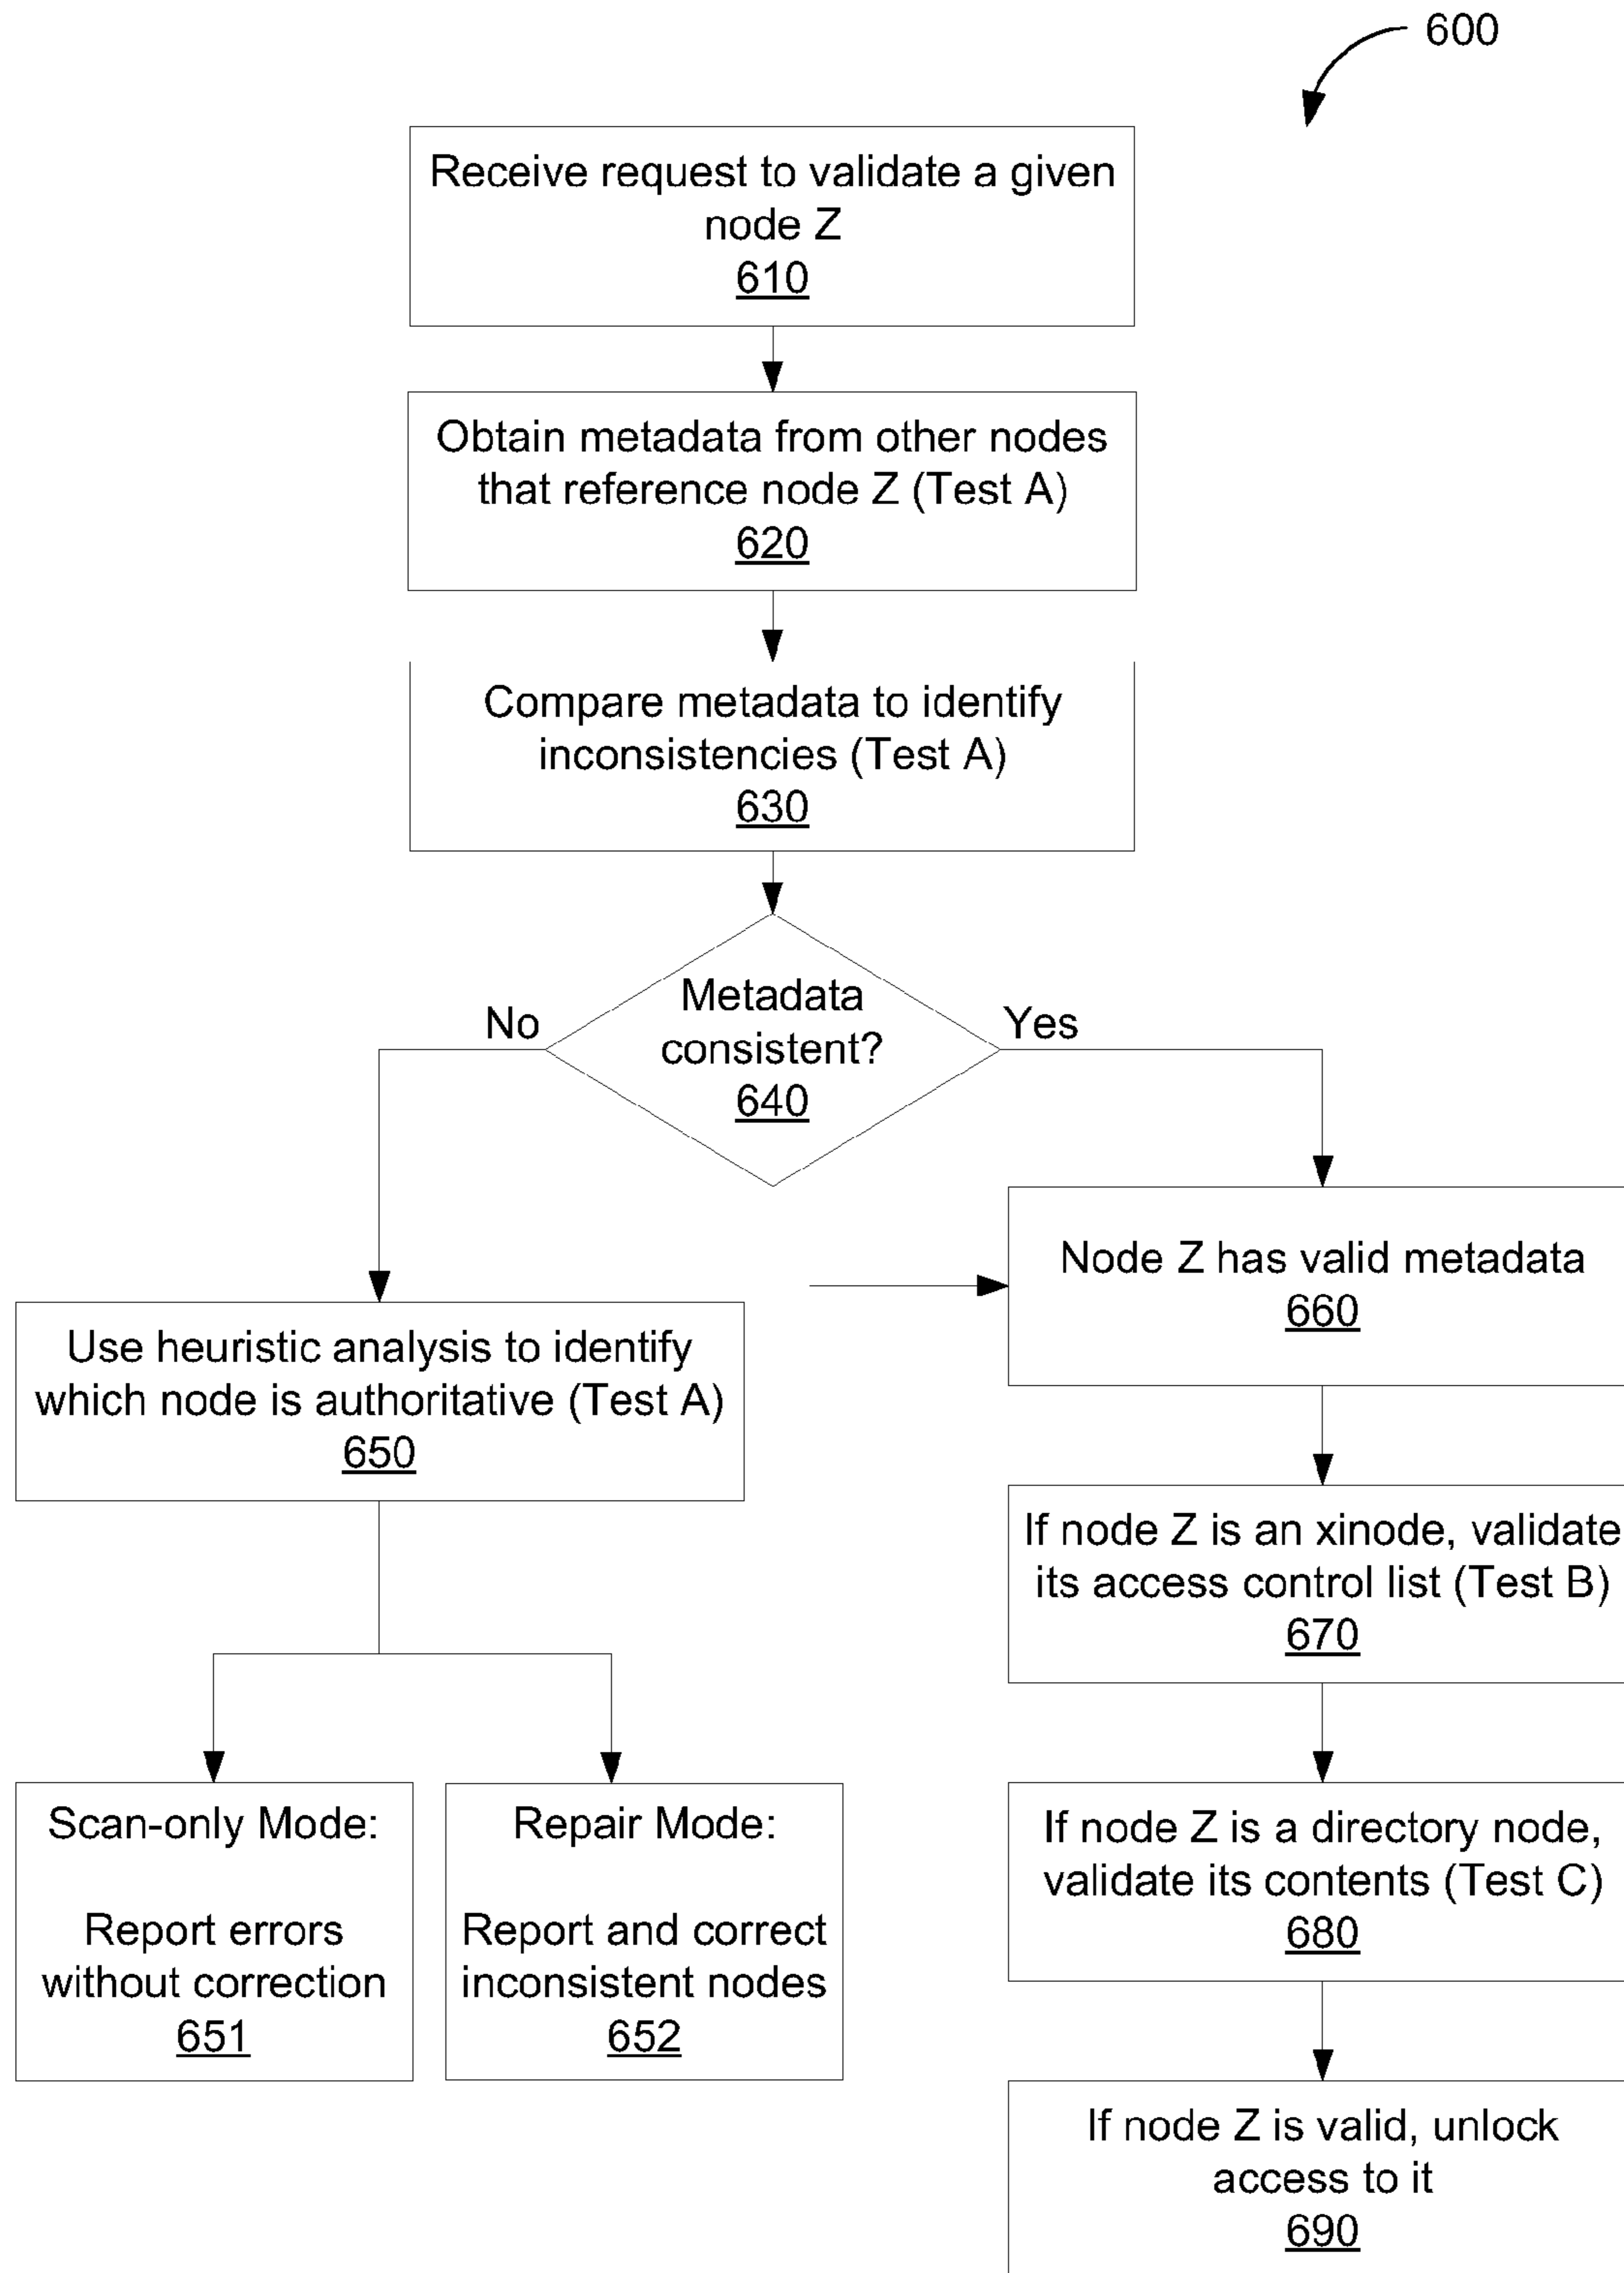 600
Receive request to validate a given
node Z
610
Obtain metadata from other nodes
that reference node Z (Test A)
620
Compare metadata to identify
inconsistencies (Test A)
630
Metadata
consistent?
640
No
Yes
Use heuristic analysis to identify
which node is authoritative (Test A)
650
Scan-only Mode:
Report errors
without correction
651
Repair Mode:
Report and correct
inconsistent nodes
652
Node Z has valid metadata
660
If node Z is an xinode, validate
its access control list (Test B)
670
If node Z is a directory node,
validate its contents (Test C)
680
If node Z is valid, unlock
access to it
690